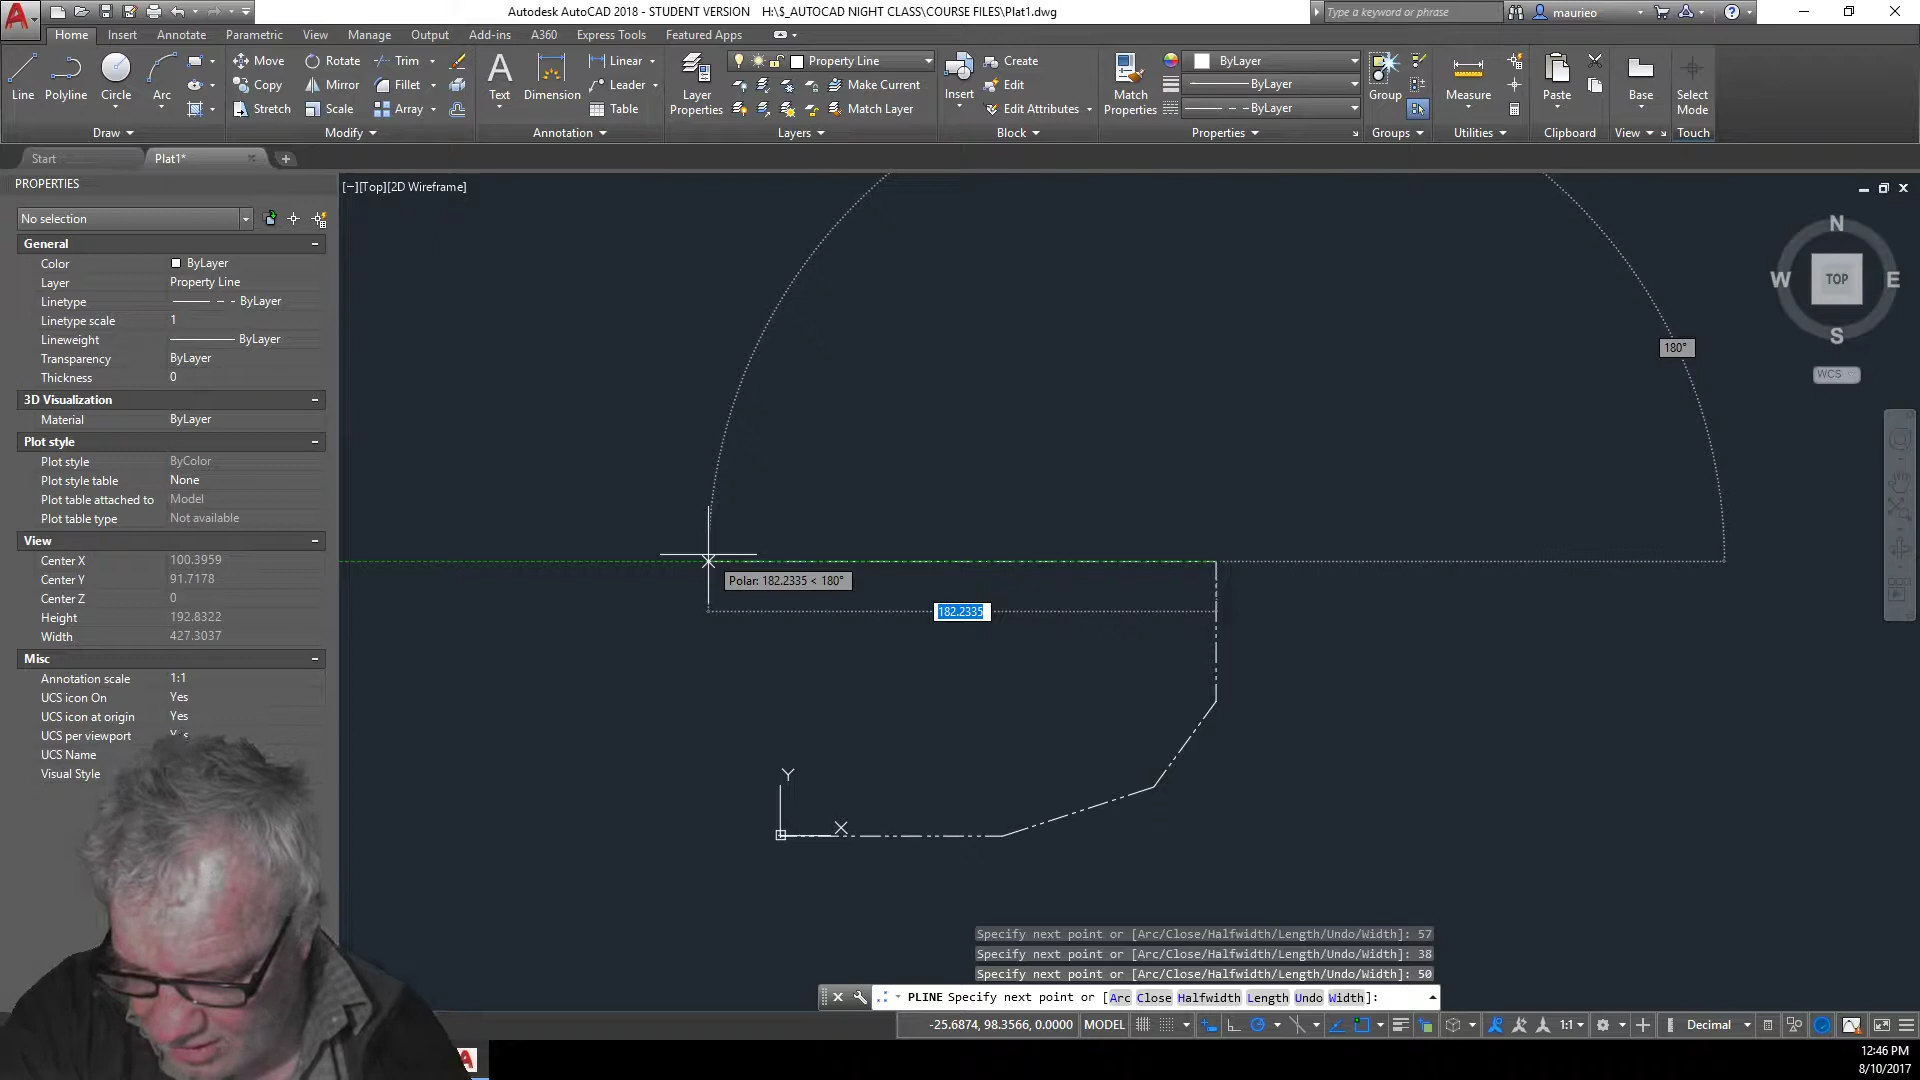 Autodesk AutoCAD 2018 - STUDENT VERSION H:\$_AUTOCAD NIGHT CLASS\COURSE FILES\Plat1.dwg
Type a keyword or phrase
maurieo
Home Insert Annotate Parametric View Manage Output Add-ins A360 Express Tools Featured Apps
Line Polyline Circle Arc
Draw
Move Rotate Trim
Copy Mirror Fillet
Stretch Scale Array
Modify
Text Dimension
Linear
Leader
Table
Annotation
Layer Properties
Property Line
Make Current
Match Layer
Layers
Insert
Create
Edit
Edit Attributes
Block
Match Properties
ByLayer
ByLayer
ByLayer
Properties
Group
Groups
Measure
Utilities
Paste
Clipboard
Base
View
Select Mode
Touch
Start Plat1*
PROPERTIES
No selection
General
Color ByLayer
Layer Property Line
Linetype ByLayer
Linetype scale 1
Lineweight ByLayer
Transparency ByLayer
Thickness 0
3D Visualization
Material ByLayer
Plot style
Plot style ByColor
Plot style table None
Plot table attached to Model
Plot table type Not available
View
Center X 100.3959
Center Y 91.7178
Center Z 0
Height 192.8322
Width 427.3037
Misc
Annotation scale 1:1
UCS icon On Yes
UCS icon at origin Yes
UCS per viewport Yes
UCS Name
Visual Style
[−][Top][2D Wireframe]
N
W TOP E
S
WCS
180°
Polar: 182.2335 < 180°
182.2335
Y
X
Specify next point or [Arc/Close/Halfwidth/Length/Undo/Width]: 57
Specify next point or [Arc/Close/Halfwidth/Length/Undo/Width]: 38
Specify next point or [Arc/Close/Halfwidth/Length/Undo/Width]: 50
PLINE Specify next point or [Arc Close Halfwidth Length Undo Width]:
-25.6874, 98.3566, 0.0000 MODEL 1:1 Decimal
12:46 PM
8/10/2017